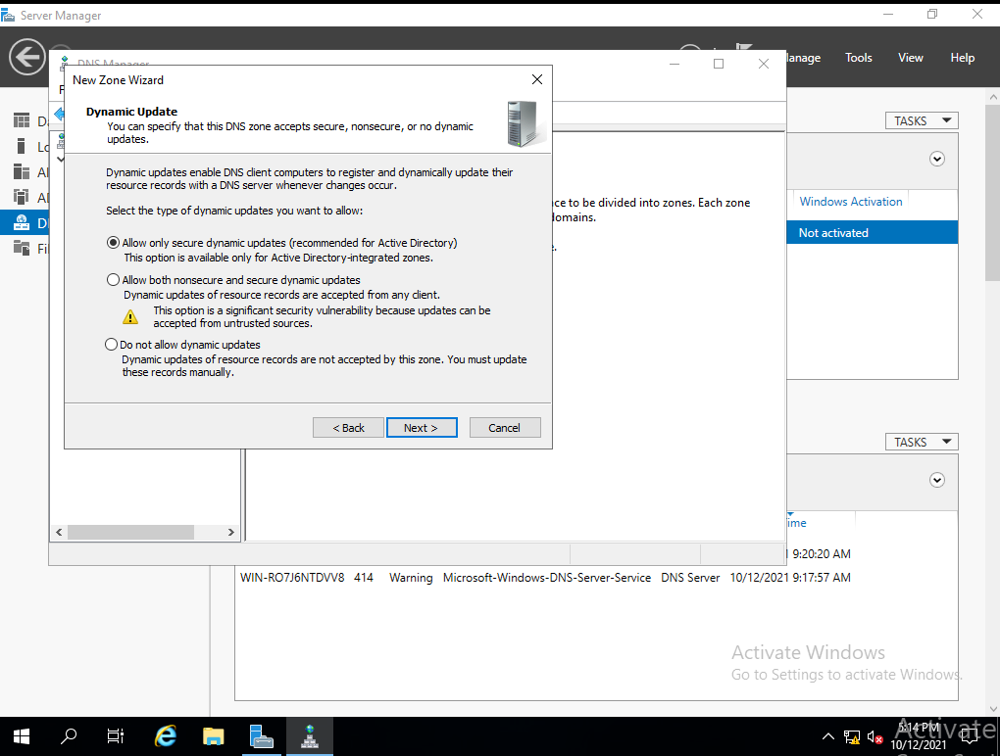 Server Manager
Manage
Tools
View
Help
DNS Manager
New Zone Wizard
Dynamic Update
You can specify that this DNS zone accepts secure, nonsecure, or no dynamic
updates.
Dynamic updates enable DNS client computers to register and dynamically update their
resource records with a DNS server whenever changes occur.
Select the type of dynamic updates you want to allow:
Allow only secure dynamic updates (recommended for Active Directory)
This option is available only for Active Directory-integrated zones.
Allow both nonsecure and secure dynamic updates
Dynamic updates of resource records are accepted from any client.
This option is a significant security vulnerability because updates can be
accepted from untrusted sources.
Do not allow dynamic updates
Dynamic updates of resource records are not accepted by this zone. You must update
these records manually.
< Back
Next >
Cancel
to be divided into zones. Each zone
TASKS
Windows Activation
Not activated
TASKS
9:20:20 AM
WIN-RO7J6NTDVV8 414 Warning Microsoft-Windows-DNS-Server-Service DNS Server 10/12/2021 9:17:57 AM
Activate Windows
Go to Settings to activate Windows.
5:14 PM
10/12/2021
Activate